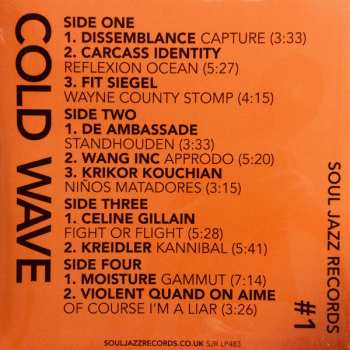 COLD WAVE
SIDE ONE
1. DISSEMBLANCE CAPTURE (3:33)
2. CARCASS IDENTITY
REFLEXION OCEAN (5:27)
3. FIT SIEGEL
WAYNE COUNTY STOMP (4:15)
SIDE TWO
1. DE AMBASSADE
STANDHOUDEN (3:33)
2. WANG INC APPRODO (5:20)
3. KRIKOR KOUCHIAN
NIÑOS MATADORES (3:15)
SIDE THREE
1. CELINE GILLAIN
FIGHT OR FLIGHT (5:28)
2. KREIDLER KANNIBAL (5:41)
SIDE FOUR
1. MOISTURE GAMMUT (7:14)
2. VIOLENT QUAND ON AIME
OF COURSE I'M A LIAR (3:26)
SOULJAZZRECORDS.CO.UK SJR LP483
SOUL JAZZ RECORDS
#1